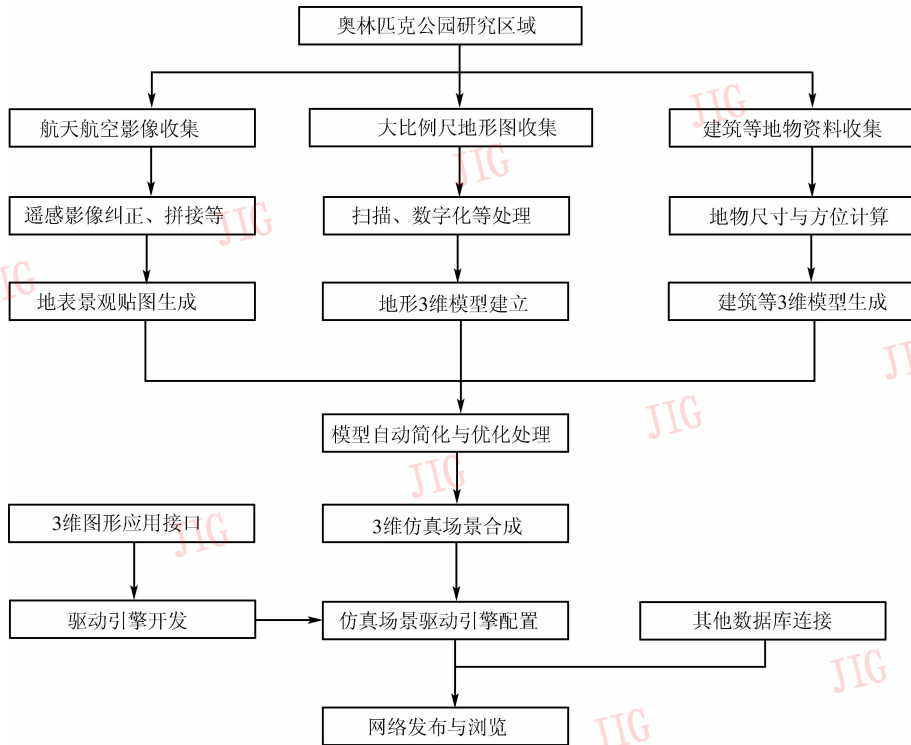 奥林匹克公园研究区域
航天航空影像收集
大比例尺地形图收集
建筑等地物资料收集
遥感影像纠正、拼接等
扫描、数字化等处理
地物尺寸与方位计算
地表景观贴图生成
地形3维模型建立
建筑等3维模型生成
模型自动简化与优化处理
3维图形应用接口
3维仿真场景合成
驱动引擎开发
仿真场景驱动引擎配置
其他数据库连接
网络发布与浏览
JIG
JIG
JIG
JIG
JIG
JIG
JIG
JIG
JIG